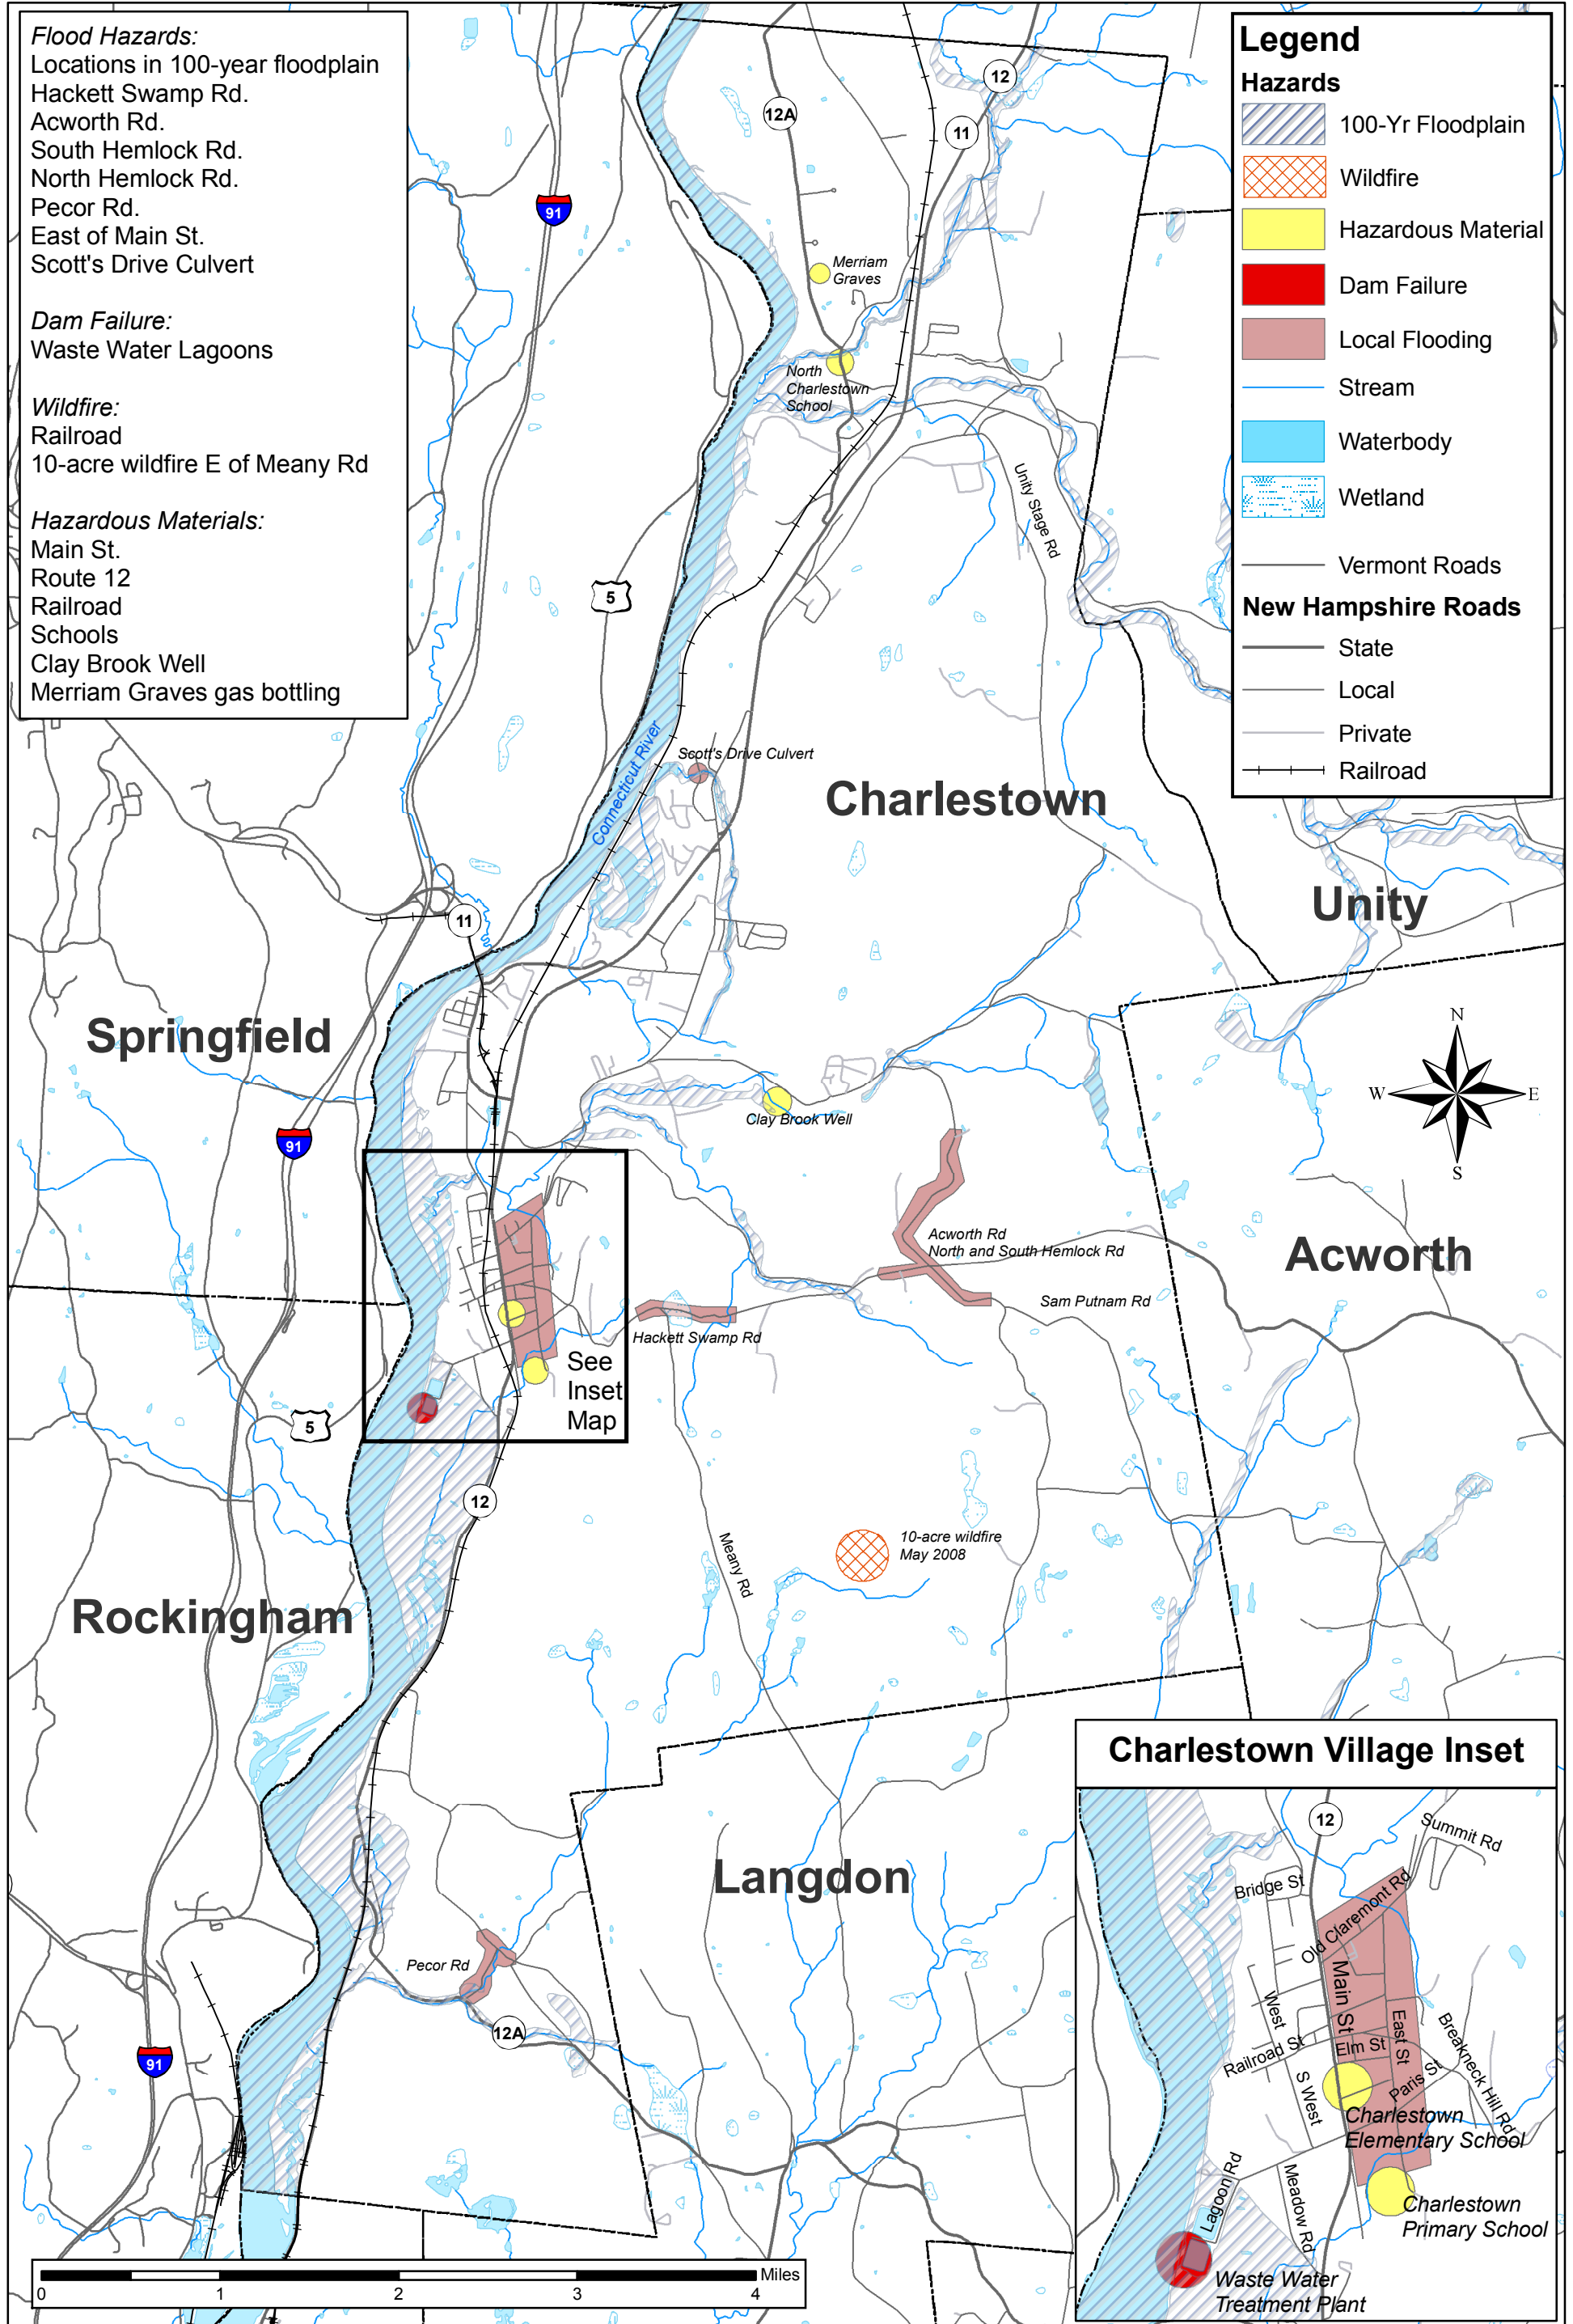 Flood Hazards:
Locations in 100-year floodplain
Hackett Swamp Rd.
Acworth Rd.
South Hemlock Rd.
North Hemlock Rd.
Pecor Rd.
East of Main St.
Scott's Drive Culvert
Dam Failure:
Waste Water Lagoons
Wildfire:
Railroad
10-acre wildfire E of Meany Rd
Hazardous Materials:
Main St.
Route 12
Railroad
Schools
Clay Brook Well
Merriam Graves gas bottling
Legend
Hazards
100-Yr Floodplain
Wildfire
Hazardous Material
Dam Failure
Local Flooding
Stream
Waterbody
Wetland
Vermont Roads
New Hampshire Roads
State
Local
Private
Railroad
12
12A
11
91
Merriam
Graves
North
Charlestown
School
Unity Stage Rd
5
Connecticut River
Scott's Drive Culvert
Charlestown
Unity
11
Springfield
N
W
E
S
91
Clay Brook Well
Acworth Rd
North and South Hemlock Rd
Acworth
Sam Putnam Rd
Hackett Swamp Rd
See
Inset
Map
5
12
Meany Rd
10-acre wildfire
May 2008
Rockingham
Langdon
Pecor Rd
12A
91
Charlestown Village Inset
12
Summit Rd
Bridge St
Old Claremont Rd
Main St
West
East St
Elm St
Railroad St
Breakneck Hill Rd
Paris St
S West
Charlestown
Elementary School
Lagoon Rd
Meadow Rd
Charlestown
Primary School
Waste Water
Treatment Plant
Miles
0 1 2 3 4